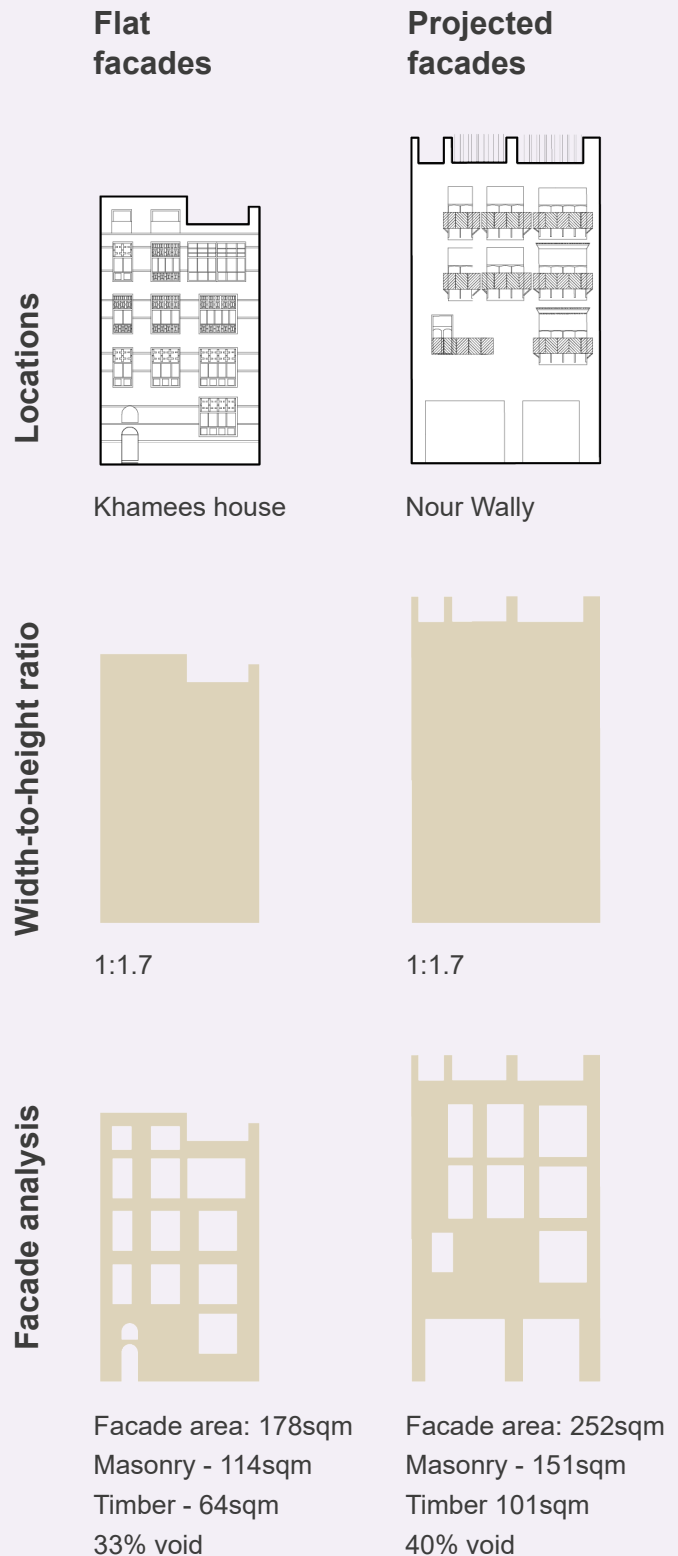 Flat
facades
Projected
facades
Locations
Khamees house
Nour Wally
Width-to-height ratio
1:1.7
1:1.7
Facade analysis
Facade area: 178sqm
Masonry - 114sqm
Timber - 64sqm
33% void
Facade area: 252sqm
Masonry - 151sqm
Timber 101sqm
40% void